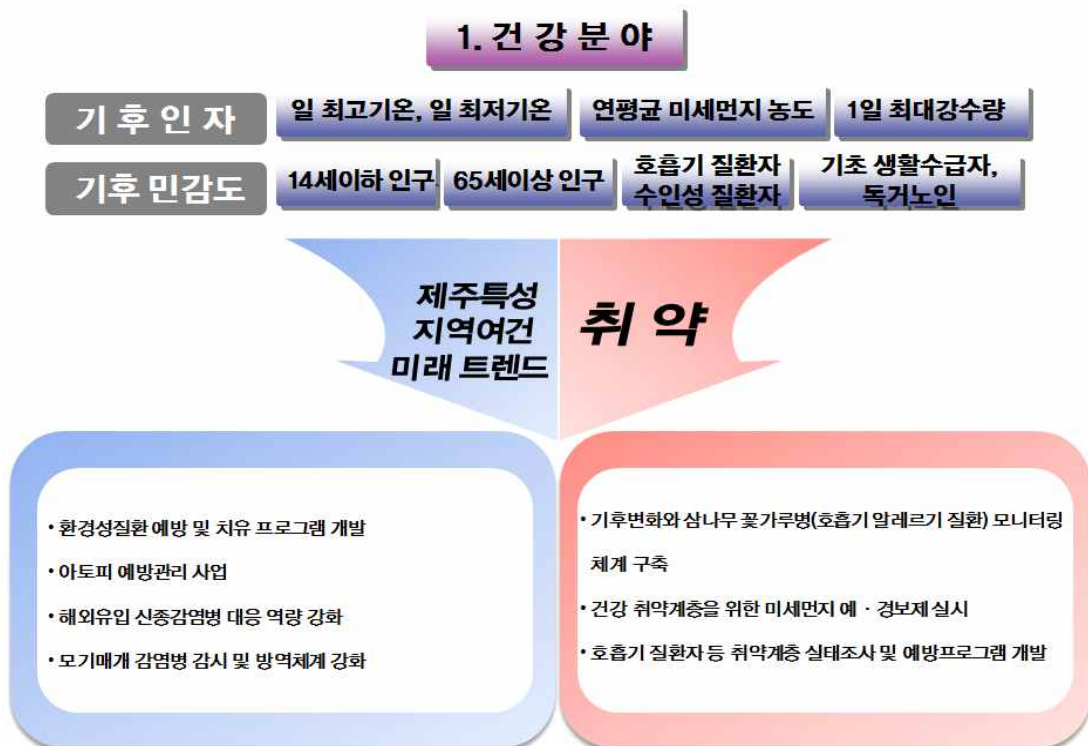 1. 건 강 분 야
기 후 인 자
일 최고기온, 일 최저기온
연평균 미세먼지 농도
1일 최대강수량
기후 민감도
14세이하 인구
65세이상 인구
호흡기 질환자
수인성 질환자
기초 생활수급자,
독거노인
제주특성
지역여건
미래 트렌드
취 약
• 환경성질환 예방 및 치유 프로그램 개발
• 아토피 예방관리 사업
• 해외유입 신종감염병 대응 역량 강화
• 모기매개 감염병 감시 및 방역체계 강화
• 기후변화와 삼나무 꽃가루병(호흡기 알레르기 질환) 모니터링
체계 구축
• 건강 취약계층을 위한 미세먼지 예 · 경보제 실시
• 호흡기 질환자 등 취약계층 실태조사 및 예방프로그램 개발